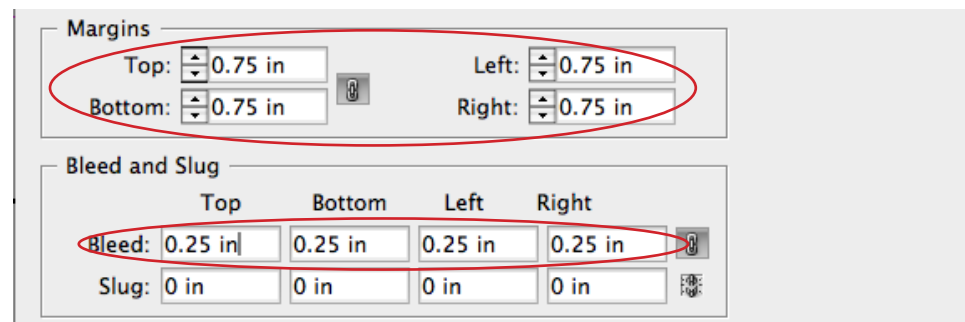 Margins
Top: 0.75 in Left: 0.75 in
Bottom: 0.75 in Right: 0.75 in
Bleed and Slug
Top Bottom Left Right
Bleed: 0.25 in 0.25 in 0.25 in 0.25 in
Slug: 0 in 0 in 0 in 0 in